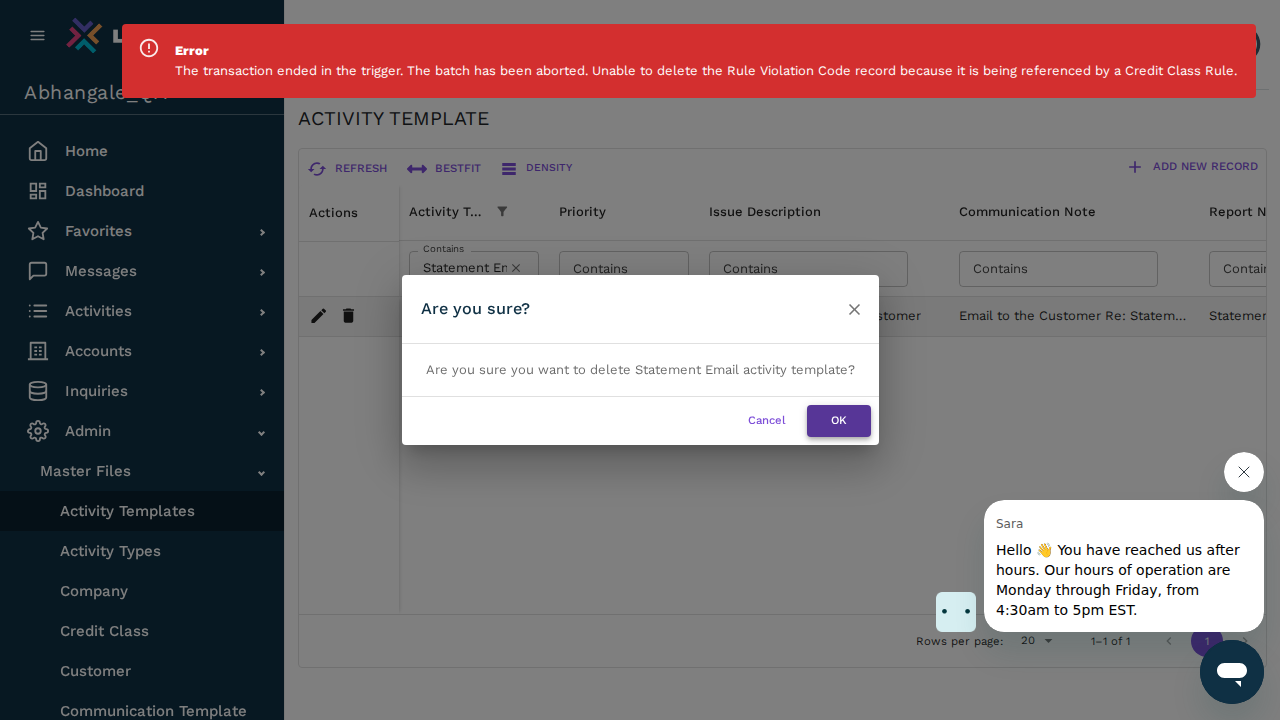 Error
The transaction ended in the trigger. The batch has been aborted. Unable to delete the Rule Violation Code record because it is being referenced by a Credit Class Rule.
Home
Dashboard
Favorites
Messages
Activities
Accounts
Inquiries
Admin
Master Files
Activity Templates
Activity Types
Company
Credit Class
Customer
Communication Template
ACTIVITY TEMPLATE
REFRESH
BESTFIT
DENSITY
ADD NEW RECORD
Actions
Activity T...
Priority
Issue Description
Communication Note
Report N
Contains
Statement Em
Contains
Contains
Contains
Contain
Email to the Customer Re: Statem...
Statemen
Are you sure?
Are you sure you want to delete Statement Email activity template?
Cancel
OK
Rows per page:
20
1–1 of 1
1
Sara
Hello 👋 You have reached us after
hours. Our hours of operation are
Monday through Friday, from
4:30am to 5pm EST.